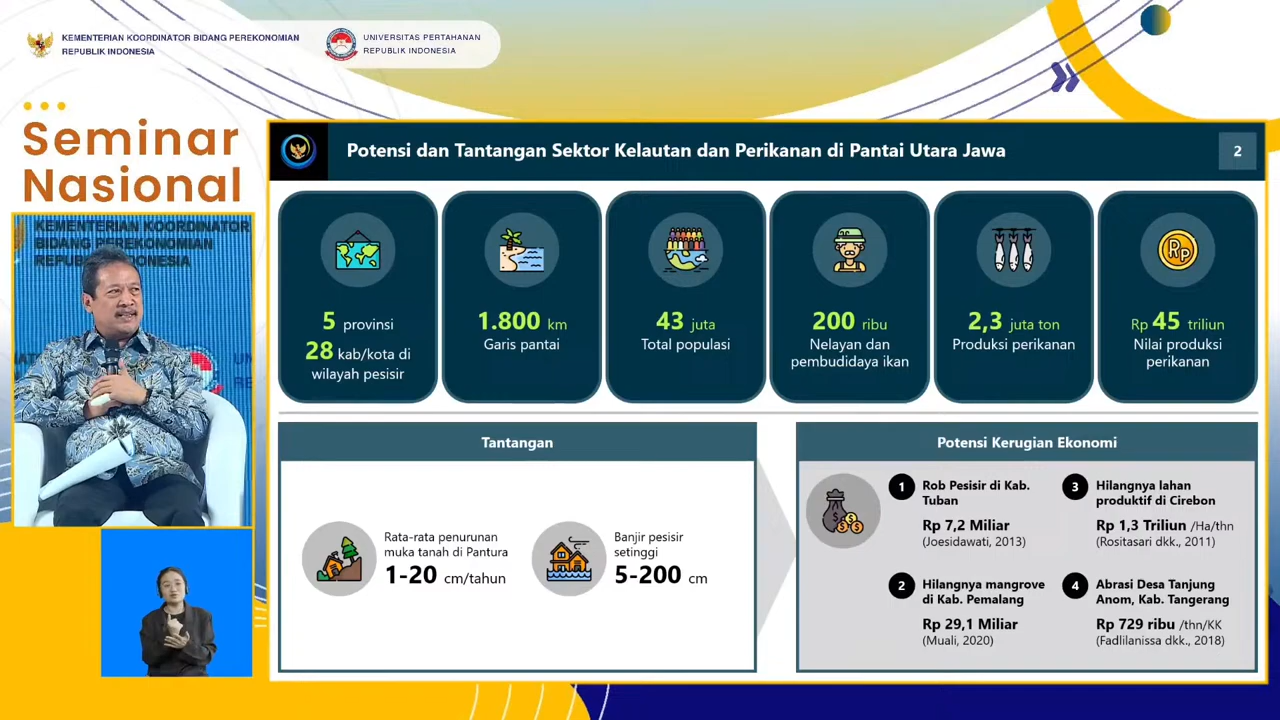 KEMENTERIAN KOORDINATOR BIDANG PEREKONOMIAN
REPUBLIK INDONESIA
UNIVERSITAS PERTAHANAN
REPUBLIK INDONESIA
Seminar
Nasional
KEMENTERIAN KOORDINATOR
BIDANG PEREKONOMIAN
REPUBLIK INDONESIA
Potensi dan Tantangan Sektor Kelautan dan Perikanan di Pantai Utara Jawa
2
5 provinsi
28 kab/kota di
wilayah pesisir
1.800 km
Garis pantai
43 juta
Total populasi
200 ribu
Nelayan dan
pembudidaya ikan
2,3 juta ton
Produksi perikanan
Rp
Rp 45 triliun
Nilai produksi
perikanan
Tantangan
Rata-rata penurunan
muka tanah di Pantura
1-20 cm/tahun
Banjir pesisir
setinggi
5-200 cm
Potensi Kerugian Ekonomi
1
Rob Pesisir di Kab.
Tuban
Rp 7,2 Miliar
(Joesidawati, 2013)
2
Hilangnya mangrove
di Kab. Pemalang
Rp 29,1 Miliar
(Muali, 2020)
3
Hilangnya lahan
produktif di Cirebon
Rp 1,3 Triliun /Ha/thn
(Rositasari dkk., 2011)
4
Abrasi Desa Tanjung
Anom, Kab. Tangerang
Rp 729 ribu /thn/KK
(Fadlilanissa dkk., 2018)